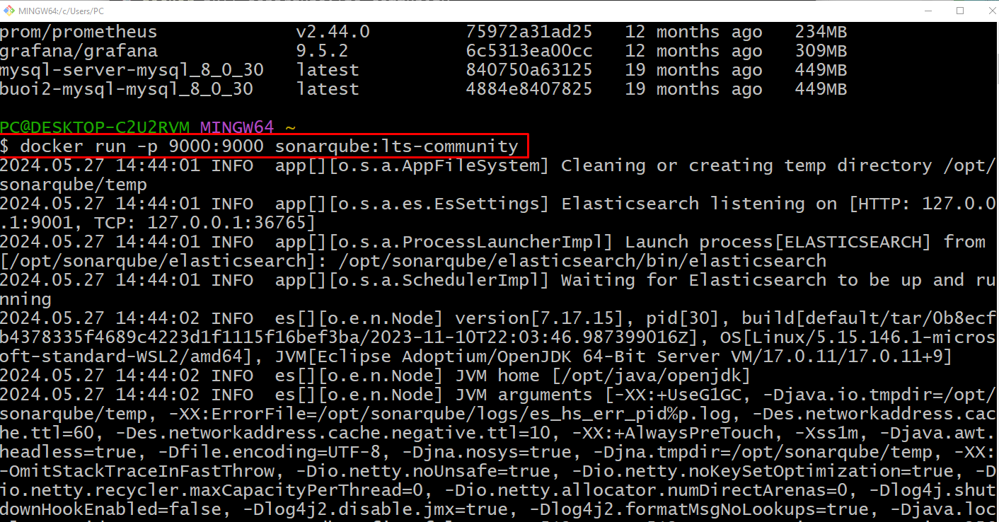 MINGW64:/c/Users/PC
prom/prometheus v2.44.0 75972a31ad25 12 months ago 234MB
grafana/grafana 9.5.2 6c5313ea00cc 12 months ago 309MB
mysql-server-mysql_8_0_30 latest 840750a63125 19 months ago 449MB
buoi2-mysql-mysql_8_0_30 latest 4884e8407825 19 months ago 449MB
PC@DESKTOP-C2U2RVM MINGW64 ~
$ docker run -p 9000:9000 sonarqube:lts-community
2024.05.27 14:44:01 INFO app[][o.s.a.AppFileSystem] Cleaning or creating temp directory /opt/
sonarqube/temp
2024.05.27 14:44:01 INFO app[][o.s.a.es.EsSettings] Elasticsearch listening on [HTTP: 127.0.0
.1:9001, TCP: 127.0.0.1:36765]
2024.05.27 14:44:01 INFO app[][o.s.a.ProcessLauncherImpl] Launch process[ELASTICSEARCH] from
[/opt/sonarqube/elasticsearch]: /opt/sonarqube/elasticsearch/bin/elasticsearch
2024.05.27 14:44:01 INFO app[][o.s.a.SchedulerImpl] Waiting for Elasticsearch to be up and ru
nning
2024.05.27 14:44:02 INFO es[][o.e.n.Node] version[7.17.15], pid[30], build[default/tar/0b8ecf
b4378335f4689c4223d1f1115f16bef3ba/2023-11-10T22:03:46.987399016Z], OS[Linux/5.15.146.1-micros
oft-standard-WSL2/amd64], JVM[Eclipse Adoptium/OpenJDK 64-Bit Server VM/17.0.11/17.0.11+9]
2024.05.27 14:44:02 INFO es[][o.e.n.Node] JVM home [/opt/java/openjdk]
2024.05.27 14:44:02 INFO es[][o.e.n.Node] JVM arguments [-XX:+UseG1GC, -Djava.io.tmpdir=/opt/
sonarqube/temp, -XX:ErrorFile=/opt/sonarqube/logs/es_hs_err_pid%p.log, -Des.networkaddress.cac
he.ttl=60, -Des.networkaddress.cache.negative.ttl=10, -XX:+AlwaysPreTouch, -Xss1m, -Djava.awt.
headless=true, -Dfile.encoding=UTF-8, -Djna.nosys=true, -Djna.tmpdir=/opt/sonarqube/temp, -XX:
-OmitStackTraceInFastThrow, -Dio.netty.noUnsafe=true, -Dio.netty.noKeySetOptimization=true, -D
io.netty.recycler.maxCapacityPerThread=0, -Dio.netty.allocator.numDirectArenas=0, -Dlog4j.shut
downHookEnabled=false, -Dlog4j2.disable.jmx=true, -Dlog4j2.formatMsgNoLookups=true, -Djava.loc